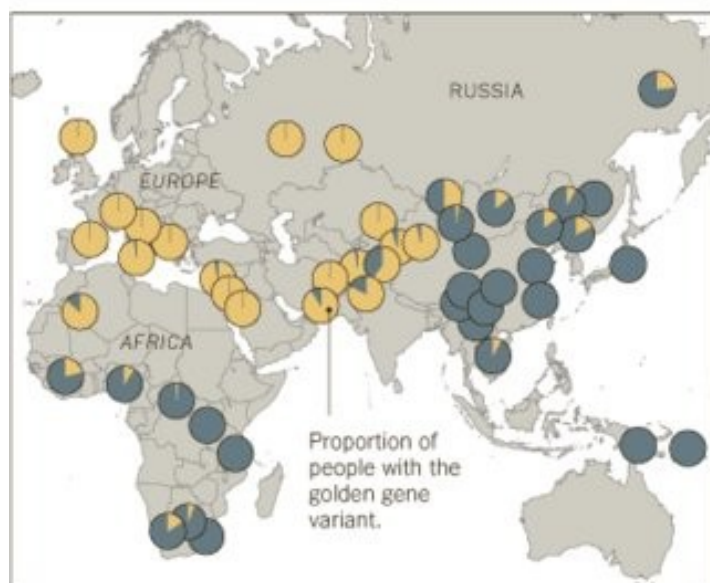 RUSSIA
EUROPE
AFRICA
Proportion of
people with the
golden gene
variant.